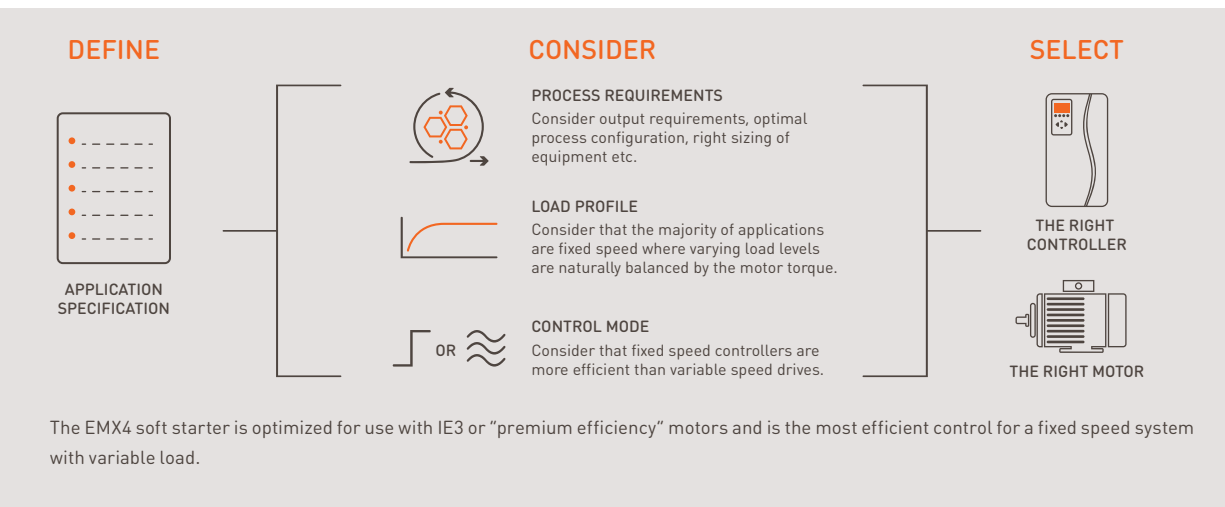 DEFINE
APPLICATION
SPECIFICATION
CONSIDER
PROCESS REQUIREMENTS
Consider output requirements, optimal
process configuration, right sizing of
equipment etc.
LOAD PROFILE
Consider that the majority of applications
are fixed speed where varying load levels
are naturally balanced by the motor torque.
OR
CONTROL MODE
Consider that fixed speed controllers are
more efficient than variable speed drives.
SELECT
THE RIGHT
CONTROLLER
THE RIGHT MOTOR
The EMX4 soft starter is optimized for use with IE3 or “premium efficiency” motors and is the most efficient control for a fixed speed system
with variable load.